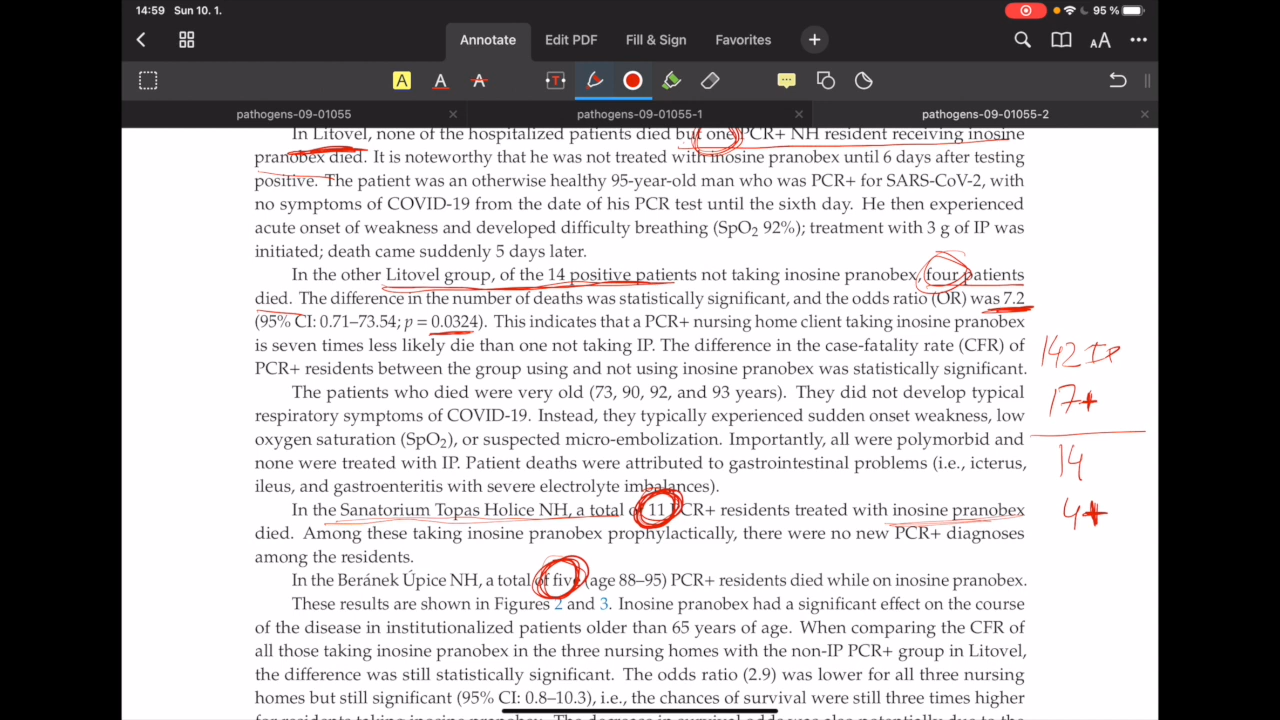 14:59 Sun 10. 1.
95 %
Annotate Edit PDF Fill & Sign Favorites
AA
A A A T
pathogens-09-01055 pathogens-09-01055-1 pathogens-09-01055-2
In Litovel, none of the hospitalized patients died but one PCR+ NH resident receiving inosine
pranobex died. It is noteworthy that he was not treated with inosine pranobex until 6 days after testing
positive. The patient was an otherwise healthy 95-year-old man who was PCR+ for SARS-CoV-2, with
no symptoms of COVID-19 from the date of his PCR test until the sixth day. He then experienced
acute onset of weakness and developed difficulty breathing (SpO2 92%); treatment with 3 g of IP was
initiated; death came suddenly 5 days later.
In the other Litovel group, of the 14 positive patients not taking inosine pranobex, four patients
died. The difference in the number of deaths was statistically significant, and the odds ratio (OR) was 7.2
(95% CI: 0.71–73.54; p = 0.0324). This indicates that a PCR+ nursing home client taking inosine pranobex
is seven times less likely die than one not taking IP. The difference in the case-fatality rate (CFR) of
PCR+ residents between the group using and not using inosine pranobex was statistically significant.
142 IP
17+
14
4+
The patients who died were very old (73, 90, 92, and 93 years). They did not develop typical
respiratory symptoms of COVID-19. Instead, they typically experienced sudden onset weakness, low
oxygen saturation (SpO2), or suspected micro-embolization. Importantly, all were polymorbid and
none were treated with IP. Patient deaths were attributed to gastrointestinal problems (i.e., icterus,
ileus, and gastroenteritis with severe electrolyte imbalances).
In the Sanatorium Topas Holice NH, a total of 11 PCR+ residents treated with inosine pranobex
died. Among these taking inosine pranobex prophylactically, there were no new PCR+ diagnoses
among the residents.
In the Beránek Úpice NH, a total of five (age 88–95) PCR+ residents died while on inosine pranobex.
These results are shown in Figures 2 and 3. Inosine pranobex had a significant effect on the course
of the disease in institutionalized patients older than 65 years of age. When comparing the CFR of
all those taking inosine pranobex in the three nursing homes with the non-IP PCR+ group in Litovel,
the difference was still statistically significant. The odds ratio (2.9) was lower for all three nursing
homes but still significant (95% CI: 0.8–10.3), i.e., the chances of survival were still three times higher